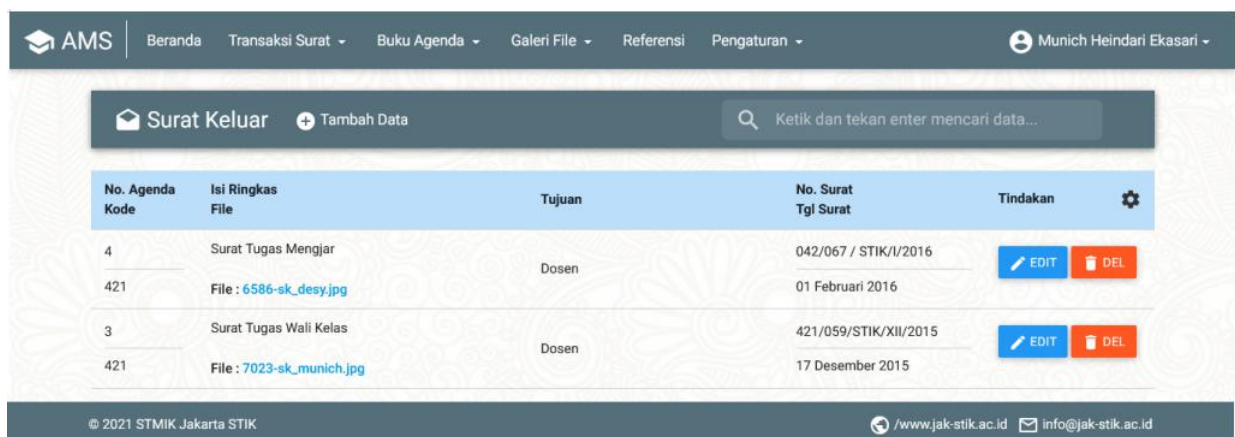 AMS Beranda Transaksi Surat Buku Agenda Galeri File Referensi Pengaturan Munich Heindari Ekasari
Surat Keluar Tambah Data Ketik dan tekan enter mencari data...
No. Agenda Isi Ringkas Tujuan No. Surat Tindakan
Kode File Tgl Surat
4 Surat Tugas Mengjar Dosen 042/067 / STIK/I/2016 EDIT DEL
421 File : 6586-sk_desy.jpg 01 Februari 2016
3 Surat Tugas Wali Kelas Dosen 421/059/STIK/XII/2015 EDIT DEL
421 File : 7023-sk_munich.jpg 17 Desember 2015
© 2021 STMIK Jakarta STIK /www.jak-stik.ac.id info@jak-stik.ac.id